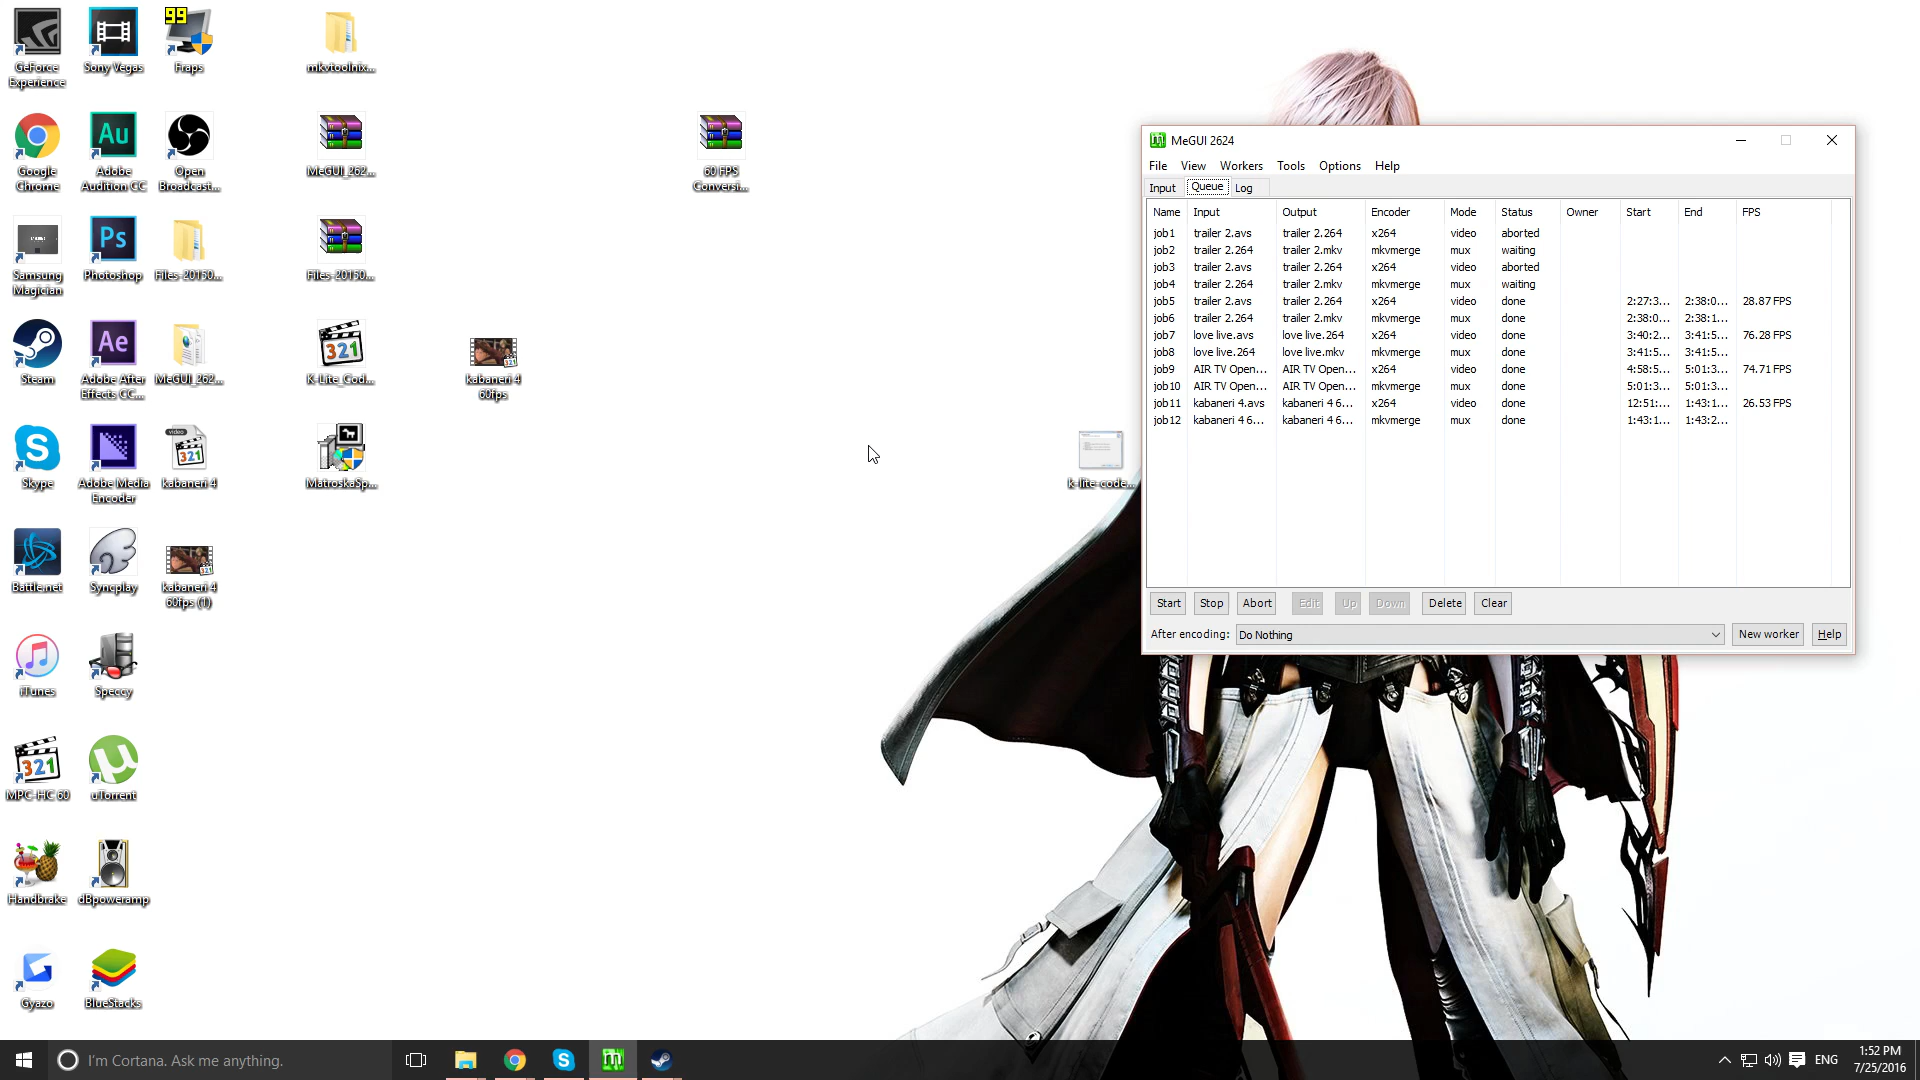 GeForce
Experience
Sony Vegas
99
Fraps
mkvtoolnix...
Google
Chrome
Au
Adobe
Audition CC
Open
Broadcast...
MeGUI_262...
60 FPS
Conversi...
Samsung
Magician
Ps
Photoshop
Files-20150...
Files-20150...
Steam
Ae
Adobe After
Effects CC...
MeGUI_262...
321
K-Lite_Cod...
kabaneri 4
60fps
Skype
Adobe Media
Encoder
video
321
kabaneri 4
MatroskaSp...
k-lite-code...
Battle.net
Syncplay
kabaneri 4
60fps (1)
iTunes
Speccy
321
MPC-HC 60
uTorrent
Handbrake
dBpoweramp
Gyazo
BlueStacks
MeGUI 2624
File View Workers Tools Options Help
Input Queue Log
Name Input Output Encoder Mode Status Owner Start End FPS
job1 trailer 2.avs trailer 2.264 x264 video aborted
job2 trailer 2.264 trailer 2.mkv mkvmerge mux waiting
job3 trailer 2.avs trailer 2.264 x264 video aborted
job4 trailer 2.264 trailer 2.mkv mkvmerge mux waiting
job5 trailer 2.avs trailer 2.264 x264 video done 2:27:3... 2:38:0... 28.87 FPS
job6 trailer 2.264 trailer 2.mkv mkvmerge mux done 2:38:0... 2:38:1...
job7 love live.avs love live.264 x264 video done 3:40:2... 3:41:5... 76.28 FPS
job8 love live.264 love live.mkv mkvmerge mux done 3:41:5... 3:41:5...
job9 AIR TV Open... AIR TV Open... x264 video done 4:58:5... 5:01:3... 74.71 FPS
job10 AIR TV Open... AIR TV Open... mkvmerge mux done 5:01:3... 5:01:3...
job11 kabaneri 4.avs kabaneri 4 6... x264 video done 12:51:... 1:43:1... 26.53 FPS
job12 kabaneri 4 6... kabaneri 4 6... mkvmerge mux done 1:43:1... 1:43:2...
Start Stop Abort Edit Up Down Delete Clear
After encoding: Do Nothing New worker Help
I'm Cortana. Ask me anything.
ENG
1:52 PM
7/25/2016